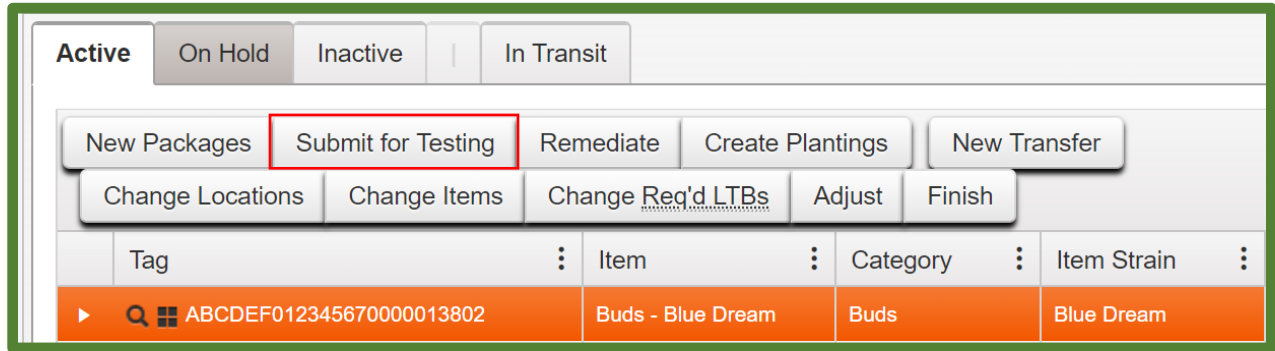 Active On Hold Inactive | In Transit
New Packages Submit for Testing Remediate Create Plantings New Transfer
Change Locations Change Items Change Req'd LTBs Adjust Finish
Tag Item Category Item Strain
ABCDEF012345670000013802 Buds - Blue Dream Buds Blue Dream